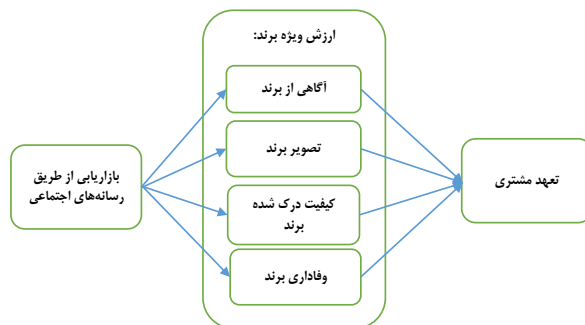 ارزش ویژه برند:
آگاهی از برند
تصویر برند
کیفیت درک شده
برند
وفاداری برند
بازاریابی از طریق
رسانه‌های اجتماعی
تعهد مشتری